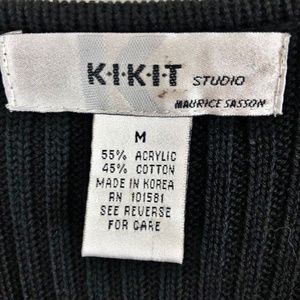 K·I·K·I·T STUDIO
MAURICE SASSON
M
55% ACRYLIC
45% COTTON
MADE IN KOREA
RN 101581
SEE REVERSE
FOR CARE